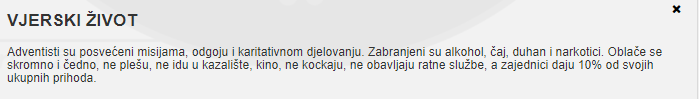 VJERSKI ŽIVOT
Adventisti su posvećeni misijama, odgoju i karitativnom djelovanju. Zabranjeni su alkohol, čaj, duhan i narkotici. Oblače se
skromno i čedno, ne plešu, ne idu u kazalište, kino, ne kockaju, ne obavljaju ratne službe, a zajednici daju 10% od svojih
ukupnih prihoda.